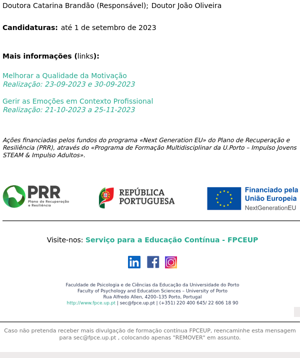 Doutora Catarina Brandão (Responsável); Doutor João Oliveira
Candidaturas: até 1 de setembro de 2023
Mais informações (links):
Melhorar a Qualidade da Motivação
Realização: 23-09-2023 e 30-09-2023
Gerir as Emoções em Contexto Profissional
Realização: 21-10-2023 a 25-11-2023
Ações financiadas pelos fundos do programa «Next Generation EU» do Plano de Recuperação e
Resiliência (PRR), através do «Programa de Formação Multidisciplinar da U.Porto – Impulso Jovens
STEAM & Impulso Adultos».
PRR
Plano de Recuperação
e Resiliência
REPÚBLICA
PORTUGUESA
Financiado pela
União Europeia
NextGenerationEU
Visite-nos: Serviço para a Educação Contínua - FPCEUP
Faculdade de Psicologia e de Ciências da Educação da Universidade do Porto
Faculty of Psychology and Education Sciences – University of Porto
Rua Alfredo Allen, 4200–135 Porto, Portugal
http://www.fpce.up.pt | sec@fpce.up.pt | (+351) 220 400 645/ 22 606 18 90
Caso não pretenda receber mais divulgação de formação contínua FPCEUP, reencaminhe esta mensagem
para sec@fpce.up.pt , colocando apenas "REMOVER" em assunto.